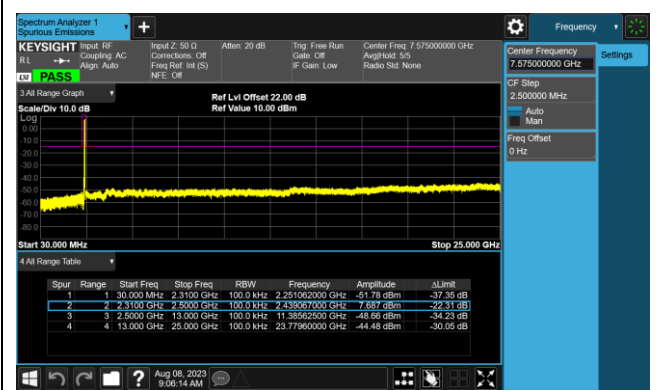 Spectrum Analyzer 1
Spurious Emissions
Frequency
KEYSIGHT Input: RF Input Z: 50 Ω Atten: 20 dB Trig: Free Run Center Freq: 7.575000000 GHz
RL Coupling: AC Corrections: Off Gate: Off Avg|Hold: 5/5
Align: Auto Freq Ref: Int (S) IF Gain: Low Radio Std: None
LXI PASS NFE: Off
Center Frequency
7.575000000 GHz
Settings
CF Step
2.500000 MHz
Auto
Man
Freq Offset
0 Hz
3 All Range Graph
Ref Lvl Offset 22.00 dB
Scale/Div 10.0 dB Ref Value 10.00 dBm
Log
0.00
-10.0
-20.0
-30.0
-40.0
-50.0
-60.0
-70.0
-80.0
Start 30.000 MHz Stop 25.000 GHz
4 All Range Table
Spur Range Start Freq Stop Freq RBW Frequency Amplitude ΔLimit
1 1 30.000 MHz 2.3100 GHz 100.0 kHz 2.251062000 GHz -51.78 dBm -37.35 dB
2 2 2.3100 GHz 2.5000 GHz 100.0 kHz 2.439067000 GHz 7.687 dBm -22.31 dB
3 3 2.5000 GHz 13.000 GHz 100.0 kHz 11.38562500 GHz -48.66 dBm -34.23 dB
4 4 13.000 GHz 25.000 GHz 100.0 kHz 23.77960000 GHz -44.48 dBm -30.05 dB
?
Aug 08, 2023
9:06:14 AM